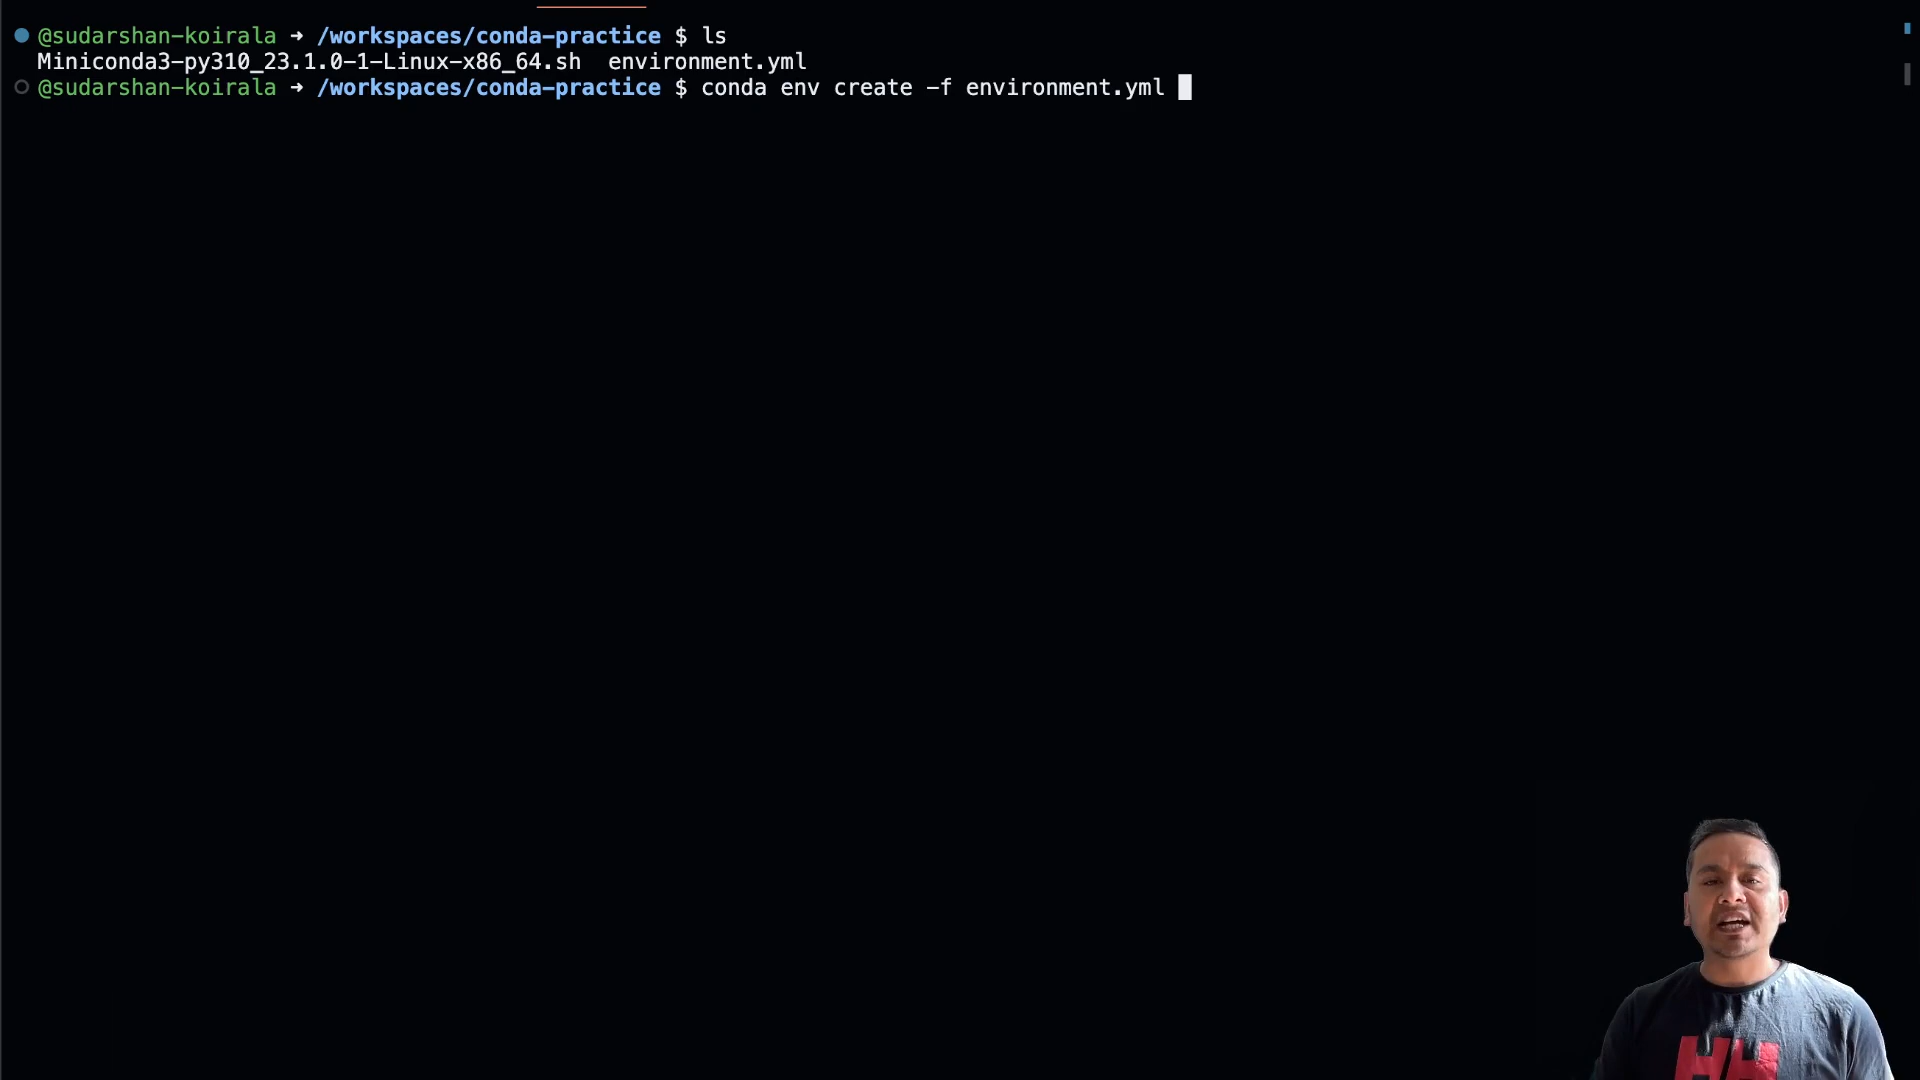 @sudarshan-koirala ➜ /workspaces/conda-practice $ ls
Miniconda3-py310_23.1.0-1-Linux-x86_64.sh  environment.yml
@sudarshan-koirala ➜ /workspaces/conda-practice $ conda env create -f environment.yml
HH